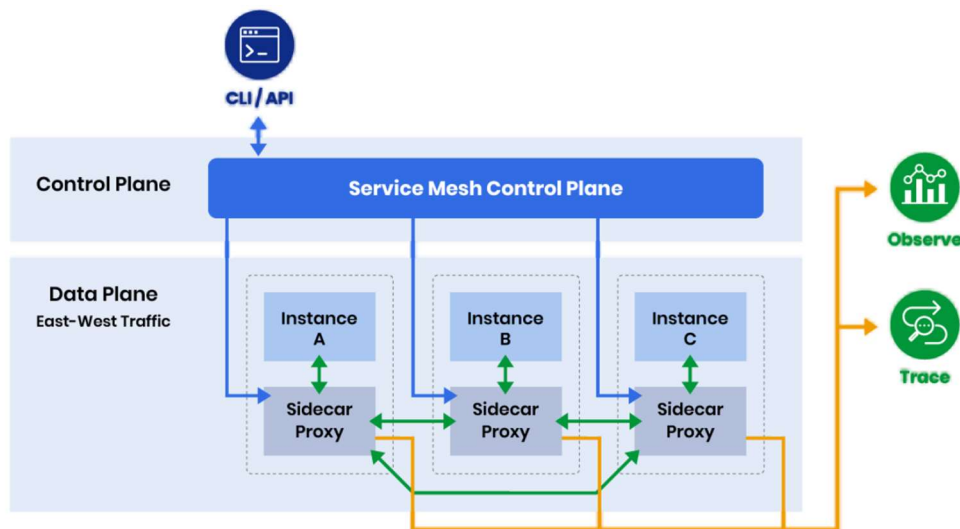 CLI / API
Control Plane
Service Mesh Control Plane
Observe
Data Plane
East-West Traffic
Instance
A
Instance
B
Instance
C
Sidecar
Proxy
Sidecar
Proxy
Sidecar
Proxy
Trace